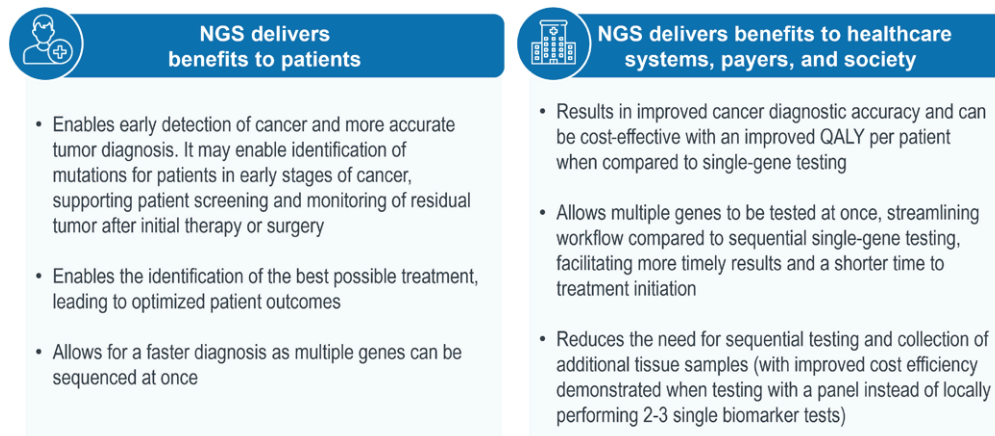 NGS delivers
benefits to patients
• Enables early detection of cancer and more accurate
tumor diagnosis. It may enable identification of
mutations for patients in early stages of cancer,
supporting patient screening and monitoring of residual
tumor after initial therapy or surgery
• Enables the identification of the best possible treatment,
leading to optimized patient outcomes
• Allows for a faster diagnosis as multiple genes can be
sequenced at once
NGS delivers benefits to healthcare
systems, payers, and society
• Results in improved cancer diagnostic accuracy and can
be cost-effective with an improved QALY per patient
when compared to single-gene testing
• Allows multiple genes to be tested at once, streamlining
workflow compared to sequential single-gene testing,
facilitating more timely results and a shorter time to
treatment initiation
• Reduces the need for sequential testing and collection of
additional tissue samples (with improved cost efficiency
demonstrated when testing with a panel instead of locally
performing 2-3 single biomarker tests)